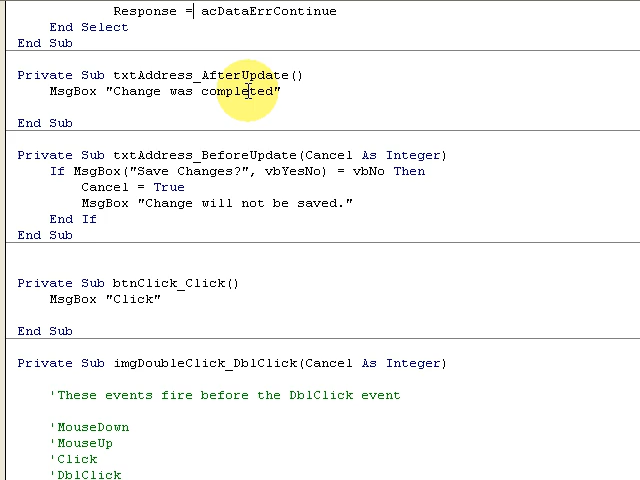 Response = acDataErrContinue
End Select
End Sub
Private Sub txtAddress_AfterUpdate()
MsgBox "Change was completed"
End Sub
Private Sub txtAddress_BeforeUpdate(Cancel As Integer)
If MsgBox("Save Changes?", vbYesNo) = vbNo Then
Cancel = True
MsgBox "Change will not be saved."
End If
End Sub
Private Sub btnClick_Click()
MsgBox "Click"
End Sub
Private Sub imgDoubleClick_DblClick(Cancel As Integer)
'These events fire before the DblClick event
'MouseDown
'MouseUp
'Click
'DblClick